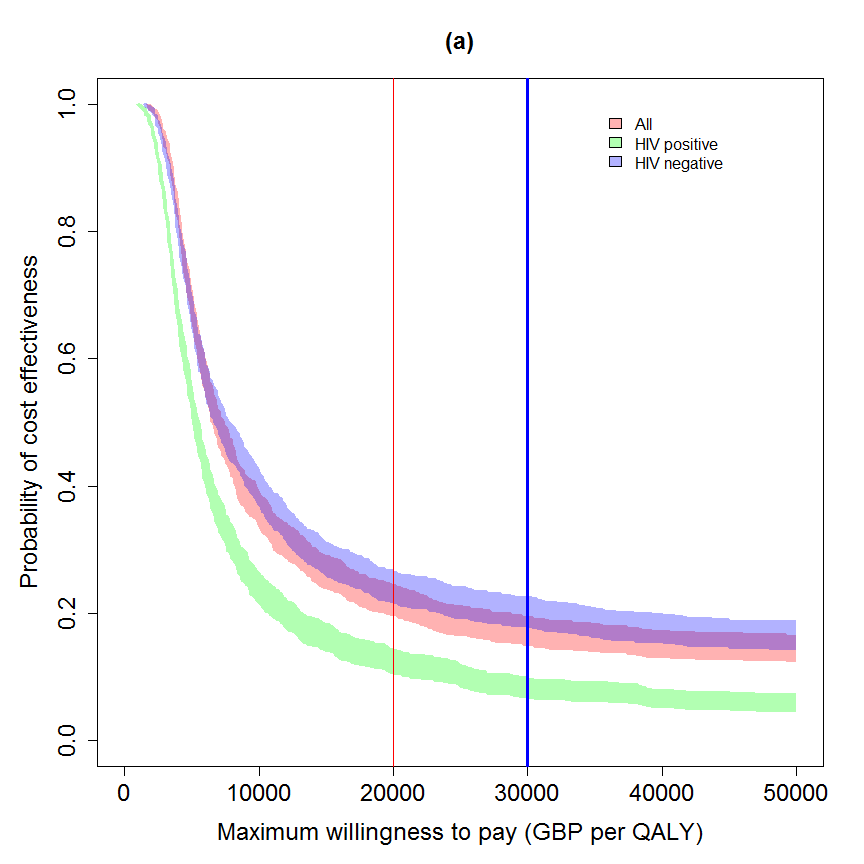 (a)
All
HIV positive
HIV negative
1.0
0.8
0.6
0.4
0.2
0.0
Probability of cost effectiveness
0 10000 20000 30000 40000 50000
Maximum willingness to pay (GBP per QALY)